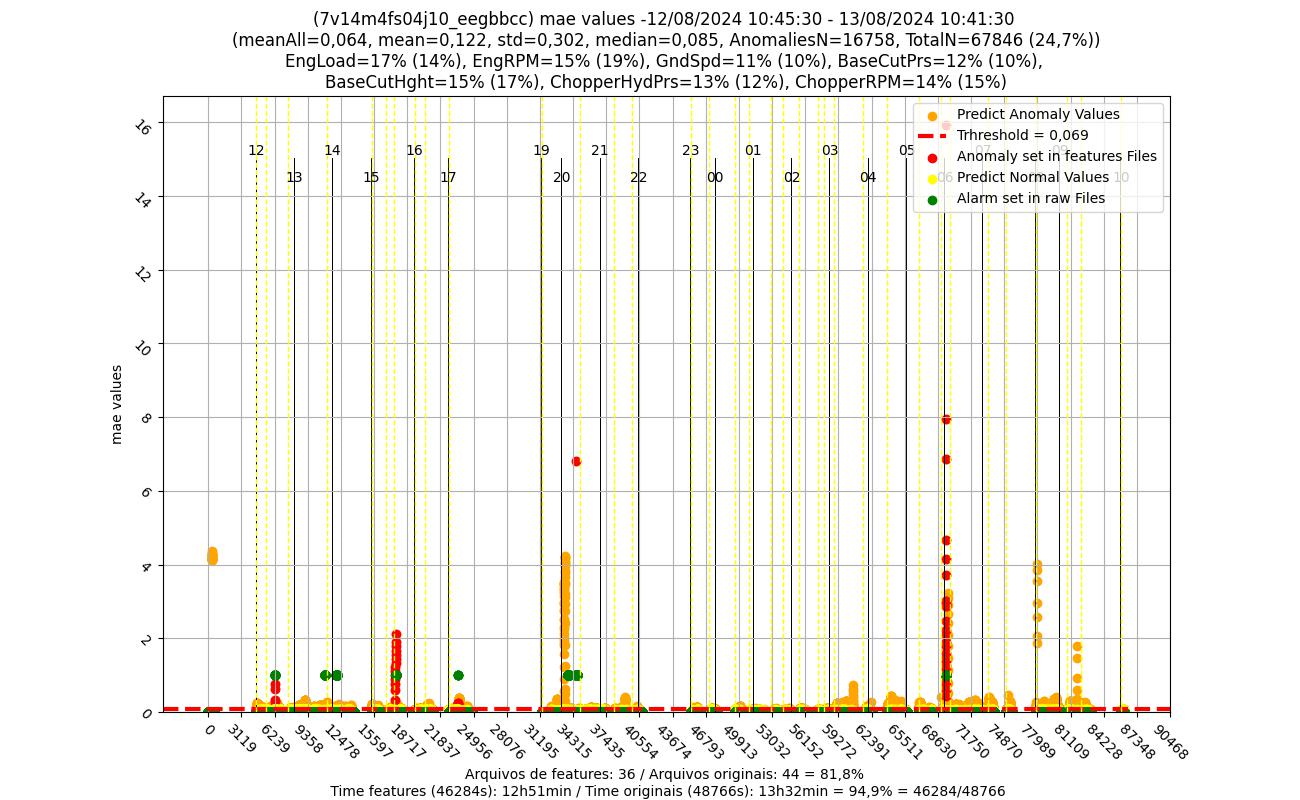 (7v14m4fs04j10_eegbbcc) mae values -12/08/2024 10:45:30 - 13/08/2024 10:41:30
(meanAll=0,064, mean=0,122, std=0,302, median=0,085, AnomaliesN=16758, TotalN=67846 (24,7%))
EngLoad=17% (14%), EngRPM=15% (19%), GndSpd=11% (10%), BaseCutPrs=12% (10%),
BaseCutHght=15% (17%), ChopperHydPrs=13% (12%), ChopperRPM=14% (15%)
Predict Anomaly Values
Trhreshold = 0,069
Anomaly set in features Files
Predict Normal Values
Alarm set in raw Files
12 14 16 19 21 23 01 03 05 07 09
13 15 17 20 22 00 02 04 06 10
mae values
16
14
12
10
8
6
4
2
0
0 3119 6239 9358 12478 15597 18717 21837 24956 28076 31195 34315 37435 40554 43674 46793 49913 53032 56152 59272 62391 65511 68630 71750 74870 77989 81109 84228 87348 90468
Arquivos de features: 36 / Arquivos originais: 44 = 81,8%
Time features (46284s): 12h51min / Time originais (48766s): 13h32min = 94,9% = 46284/48766